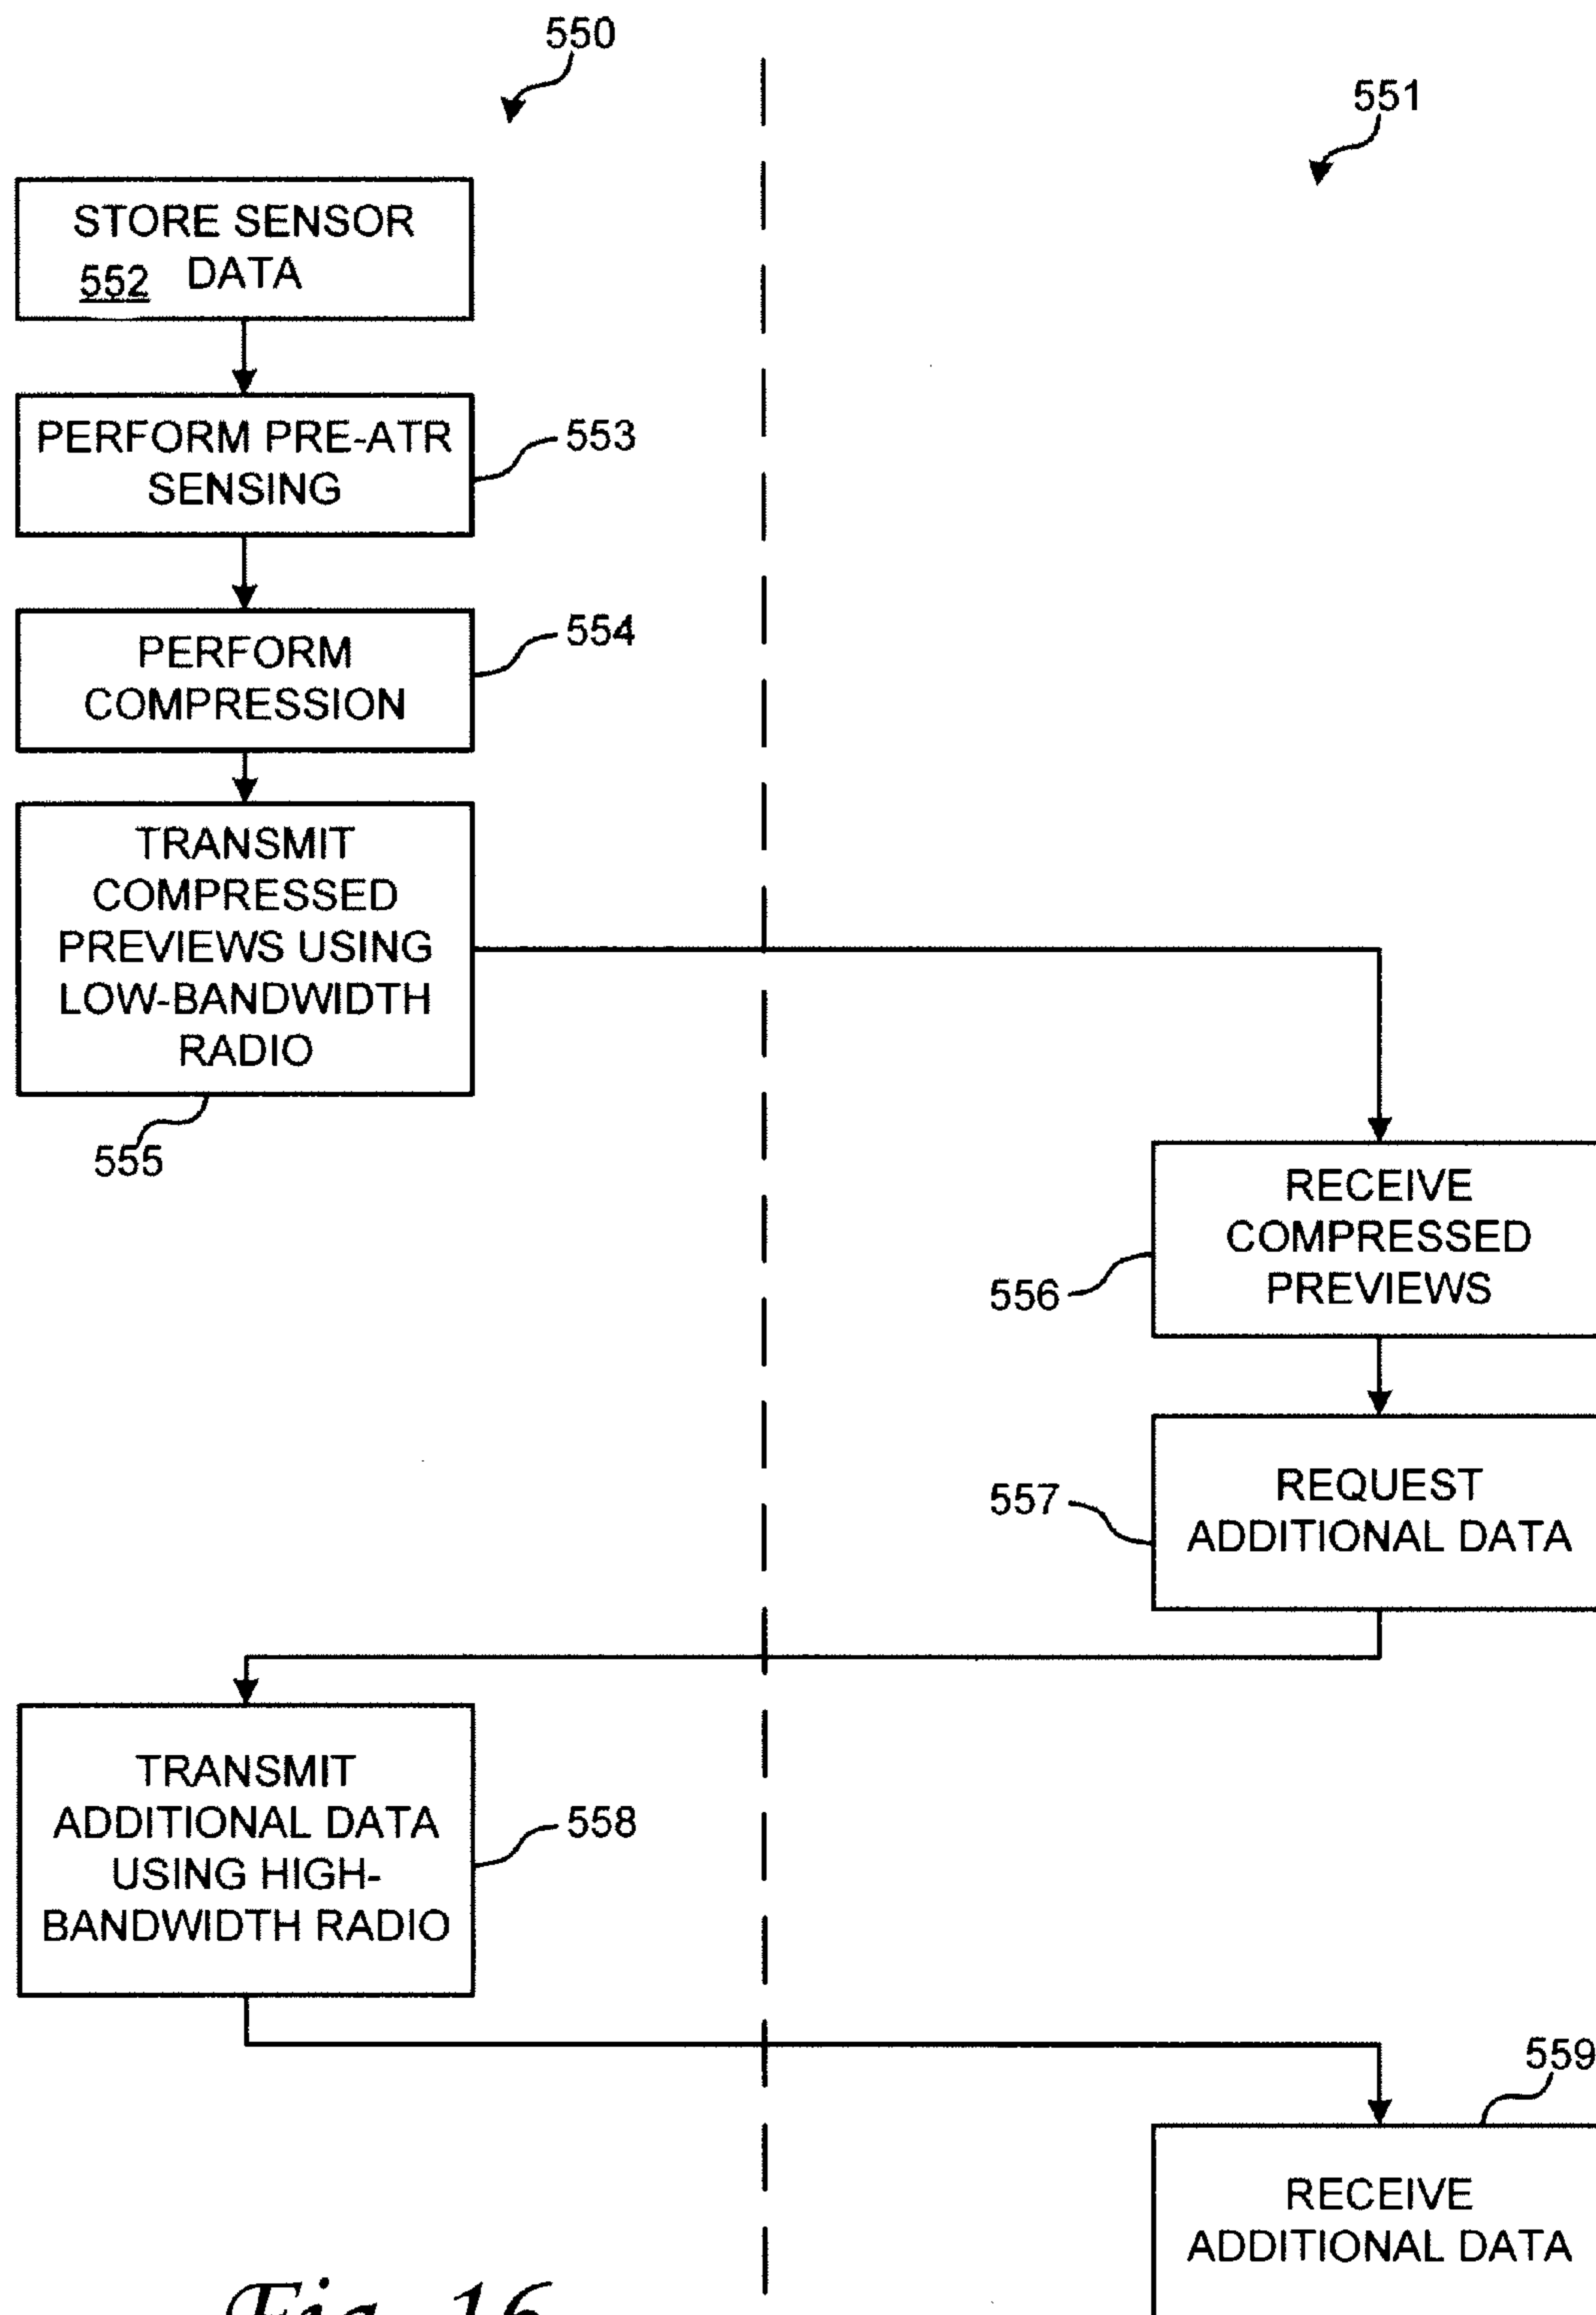 550
551
STORE SENSOR
552 DATA
PERFORM PRE-ATR
SENSING
553
PERFORM
COMPRESSION
554
TRANSMIT
COMPRESSED
PREVIEWS USING
LOW-BANDWIDTH
RADIO
555
RECEIVE
COMPRESSED
PREVIEWS
556
REQUEST
ADDITIONAL DATA
557
TRANSMIT
ADDITIONAL DATA
USING HIGH-
BANDWIDTH RADIO
558
559
RECEIVE
ADDITIONAL DATA
Fig. 16